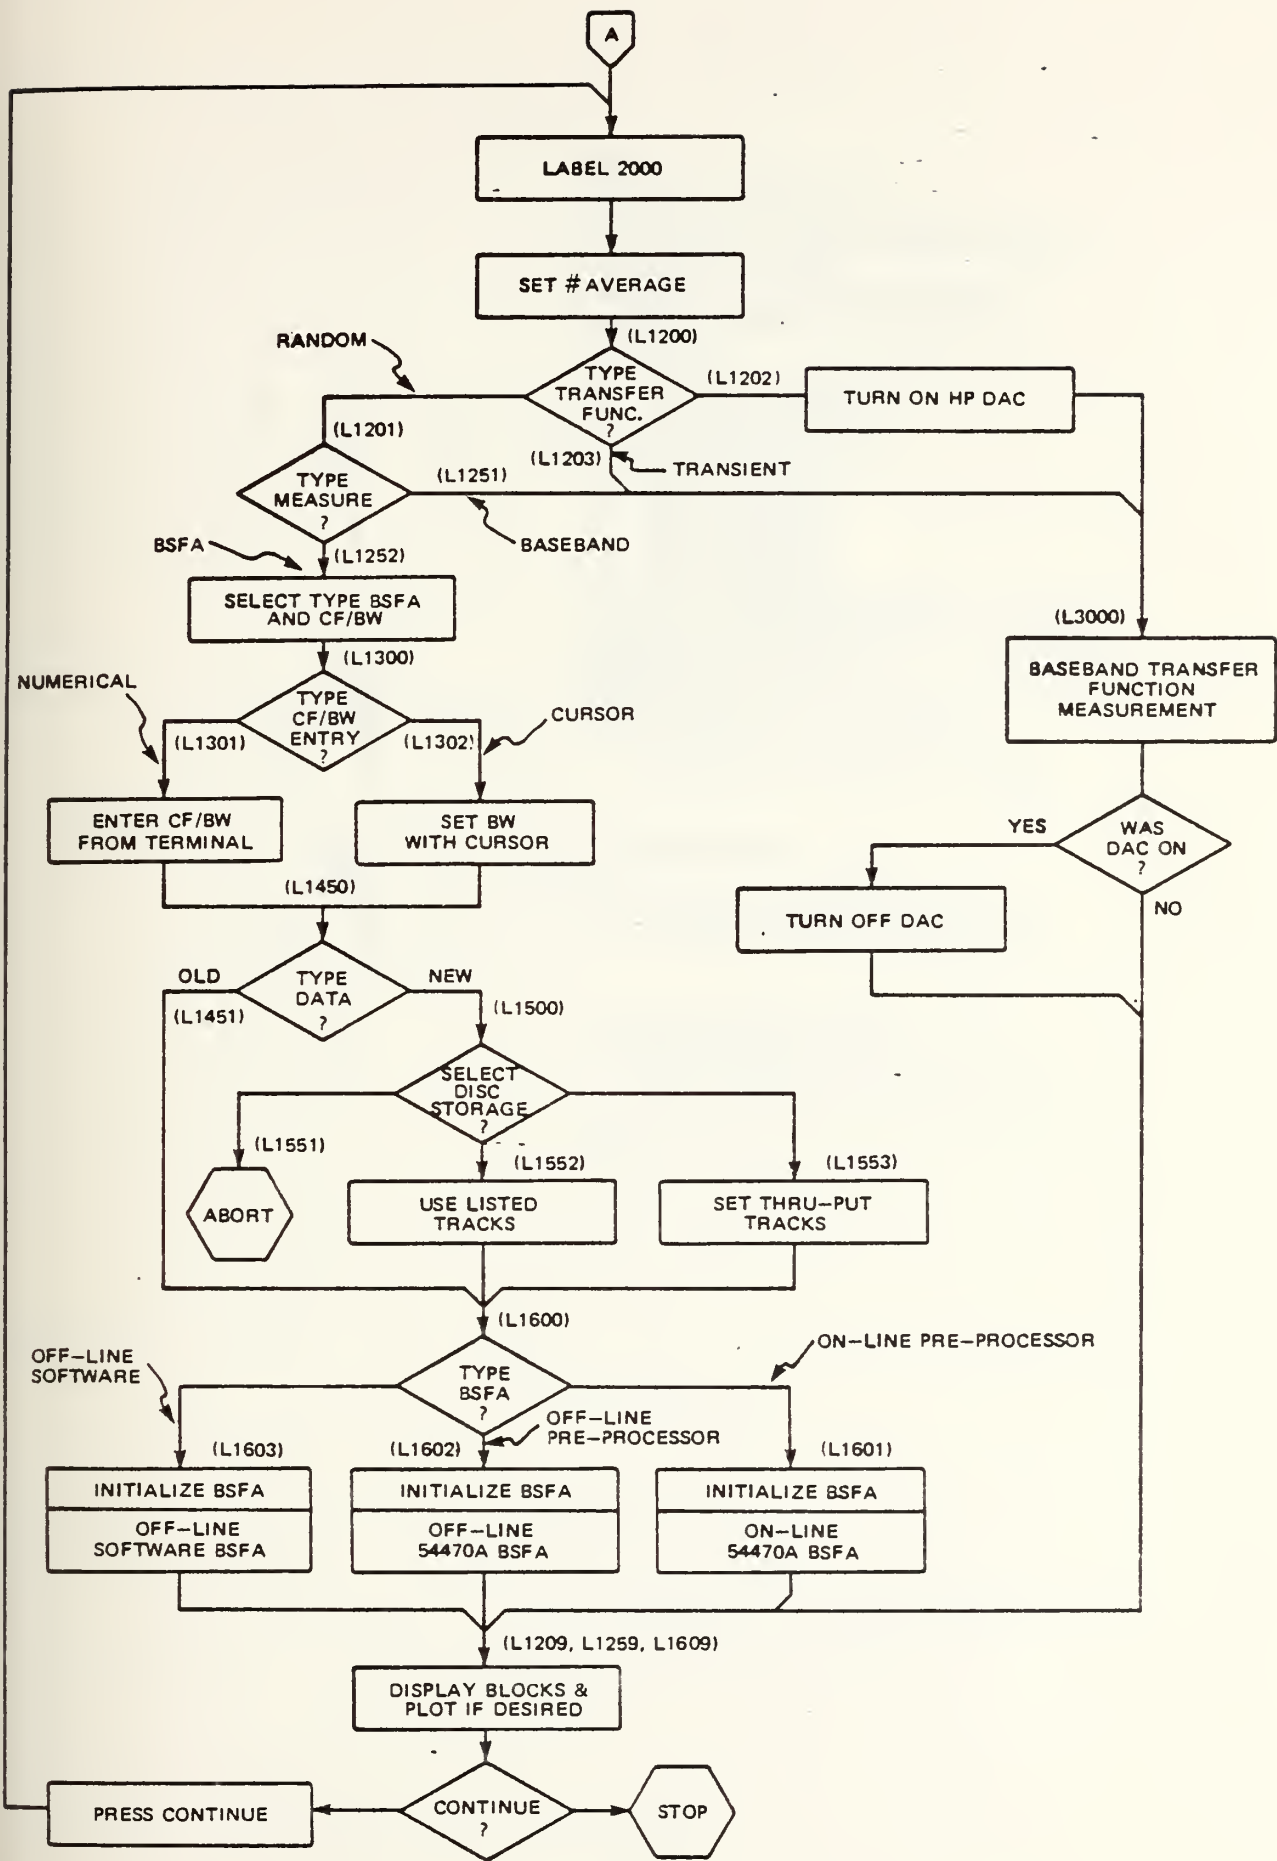 A
LABEL 2000
SET # AVERAGE
(L1200)
RANDOM
TYPE
TRANSFER
FUNC.
?
(L1202)
TURN ON HP DAC
(L1201)
(L1203)
TRANSIENT
TYPE
MEASURE
?
(L1251)
BASEBAND
BSFA
(L1252)
SELECT TYPE BSFA
AND CF/BW
(L1300)
(L3000)
BASEBAND TRANSFER
FUNCTION
MEASUREMENT
NUMERICAL
TYPE
CF/BW
ENTRY
?
CURSOR
(L1301)
(L1302)
ENTER CF/BW
FROM TERMINAL
SET BW
WITH CURSOR
YES
WAS
DAC ON
?
NO
TURN OFF DAC
(L1450)
OLD
TYPE
DATA
?
NEW
(L1451)
(L1500)
SELECT
DISC
STORAGE
?
(L1551)
(L1552)
(L1553)
ABORT
USE LISTED
TRACKS
SET THRU-PUT
TRACKS
(L1600)
OFF-LINE
SOFTWARE
TYPE
BSFA
?
ON-LINE PRE-PROCESSOR
OFF-LINE
PRE-PROCESSOR
(L1603)
(L1602)
(L1601)
INITIALIZE BSFA
OFF-LINE
SOFTWARE BSFA
INITIALIZE BSFA
OFF-LINE
54470A BSFA
INITIALIZE BSFA
ON-LINE
54470A BSFA
(L1209, L1259, L1609)
DISPLAY BLOCKS &
PLOT IF DESIRED
PRESS CONTINUE
CONTINUE
?
STOP